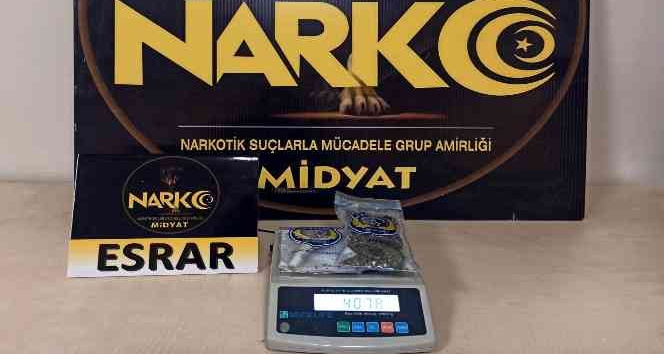 NARKO
NARKOTİK SUÇLARLA MÜCADELE GRUP AMİRLİĞİ
MİDYAT
NARKO
MİDYAT
ESRAR
40.78